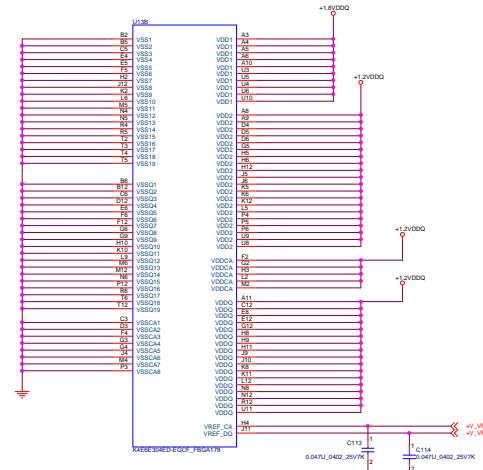 +1.8VDDQ
U13B
B2 VSS1 VDD1 A3
B5 VSS2 VDD1 A4
C5 VSS3 VDD1 A5
E4 VSS4 VDD1 A6
E5 VSS5 VDD1 A10
F5 VSS6 VDD1 U3
H2 VSS7 VDD1 U5
J12 VSS8 VDD1 U4
K2 VSS9 VDD1 U6
L6 VSS10 VDD1 U10
M5 VSS11
N4 VSS12 VDD2 A8
N5 VSS13 VDD2 A9
R4 VSS14 VDD2 D4
R5 VSS15 VDD2 D5
T2 VSS16 VDD2 D6
T3 VSS17 VDD2 G5
T4 VSS18 VDD2 H5
T5 VSS19 VDD2 H6
+1.2VDDQ
VDD2 H12
VDD2 J5
VDD2 J6
B6 VSSQ1 VDD2 K5
B12 VSSQ2 VDD2 K6
C6 VSSQ3 VDD2 K12
D12 VSSQ4 VDD2 L5
E6 VSSQ5 VDD2 P4
F6 VSSQ6 VDD2 P5
F12 VSSQ7 VDD2 P6
G6 VSSQ8 VDD2 U9
G9 VSSQ9 VDD2 U8
H10 VSSQ10
K10 VSSQ11
L9 VSSQ12 VDDCA F2
M6 VSSQ13 VDDCA G2
M12 VSSQ14 VDDCA H3
N6 VSSQ15 VDDCA L2
P12 VSSQ16 VDDCA M2
R6 VSSQ17
T6 VSSQ18
T12 VSSQ19
+1.2VDDQ
+1.2VDDQ
VDDQ A11
VDDQ C12
VDDQ E8
C3 VSSCA1 VDDQ E12
D3 VSSCA2 VDDQ G12
F4 VSSCA3 VDDQ H8
G3 VSSCA4 VDDQ H9
G4 VSSCA5 VDDQ H11
J4 VSSCA6 VDDQ J9
M4 VSSCA7 VDDQ J10
P3 VSSCA8 VDDQ K8
VDDQ K11
VDDQ L12
VDDQ N8
VDDQ N12
VDDQ R12
VDDQ U11
VREF_CA H4
VREF_DQ J11
K4E6E304ED-EGCF_FBGA178
C113
0.047U_0402_25V7K
1
2
C114
0.047U_0402_25V7K
1
2